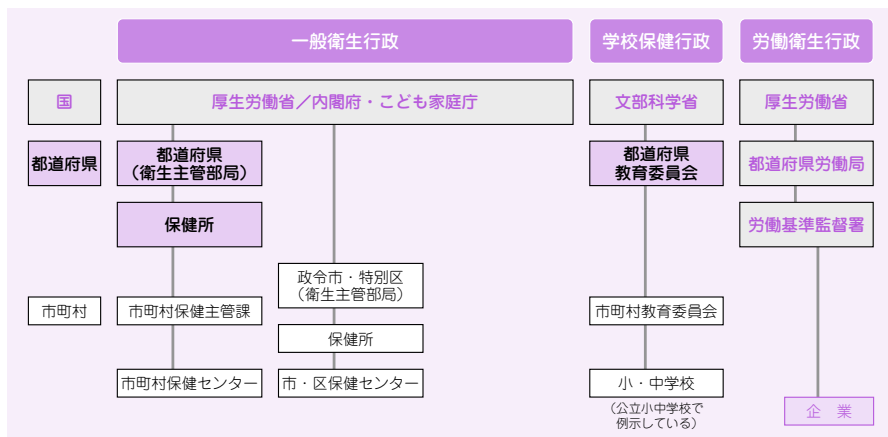 一般衛生行政
学校保健行政
労働衛生行政
国
厚生労働省／内閣府・こども家庭庁
文部科学省
厚生労働省
都道府県
都道府県
（衛生主管部局）
都道府県
教育委員会
都道府県労働局
保健所
労働基準監督署
政令市・特別区
（衛生主管部局）
市町村
市町村保健主管課
市町村教育委員会
保健所
市町村保健センター
市・区保健センター
小・中学校
（公立小中学校で
例示している）
企　業